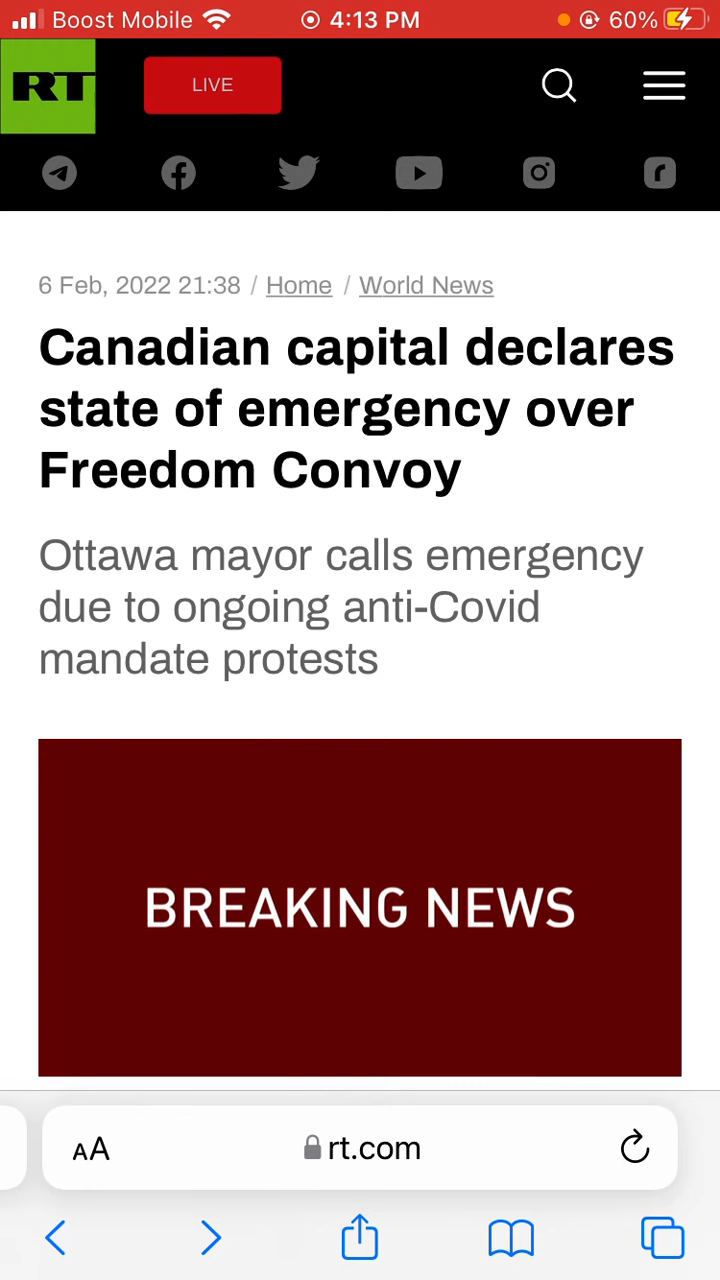 Boost Mobile 4:13 PM 60%
RT LIVE
6 Feb, 2022 21:38 / Home / World News
Canadian capital declares
state of emergency over
Freedom Convoy
Ottawa mayor calls emergency
due to ongoing anti-Covid
mandate protests
BREAKING NEWS
AA rt.com